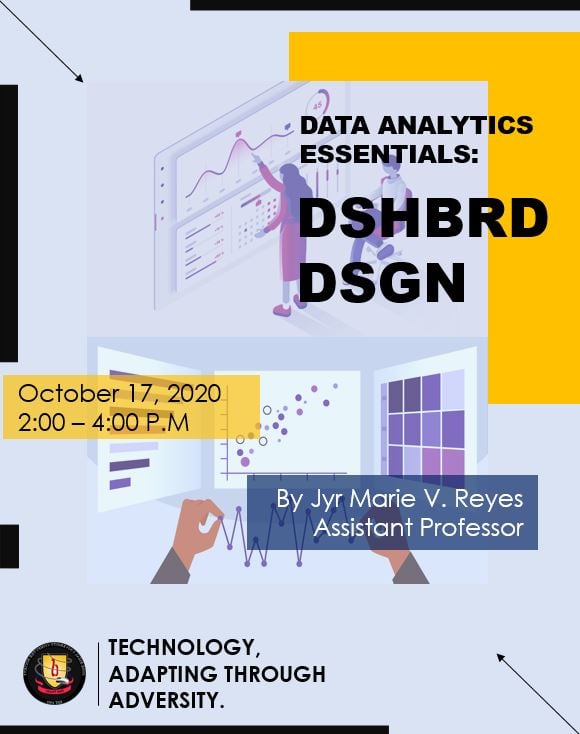 DATA ANALYTICS
ESSENTIALS:
DSHBRD
DSGN
45
October 17, 2020
2:00 – 4:00 P.M
By Jyr Marie V. Reyes
Assistant Professor
TECHNOLOGY,
ADAPTING THROUGH
ADVERSITY.